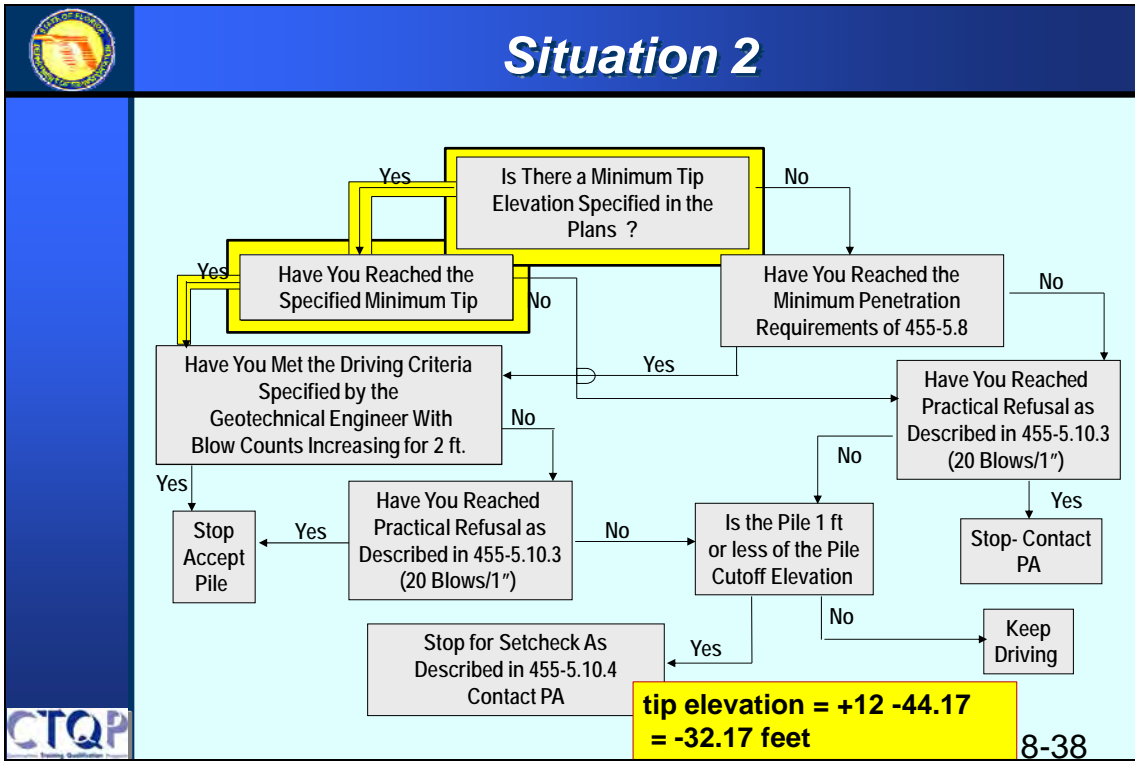 Situation 2
Is There a Minimum Tip
Elevation Specified in the
Plans ?
Yes
No
Have You Reached the
Specified Minimum Tip
Yes
No
Have You Reached the
Minimum Penetration
Requirements of 455-5.8
No
Yes
Have You Met the Driving Criteria
Specified by the
Geotechnical Engineer With
Blow Counts Increasing for 2 ft.
No
Yes
Have You Reached
Practical Refusal as
Described in 455-5.10.3
(20 Blows/1")
No
Yes
Stop
Accept
Pile
Yes
Have You Reached
Practical Refusal as
Described in 455-5.10.3
(20 Blows/1")
No
Is the Pile 1 ft
or less of the Pile
Cutoff Elevation
Stop- Contact
PA
No
Yes
Keep
Driving
Stop for Setcheck As
Described in 455-5.10.4
Contact PA
tip elevation = +12 -44.17
= -32.17 feet
CTQP
8-38